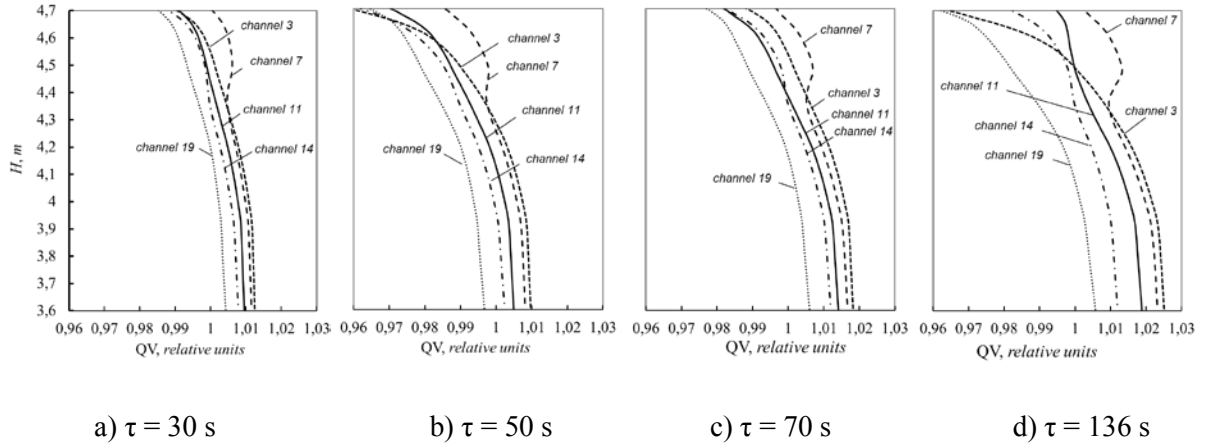 4,7
4,6
4,5
4,4
4,3
4,2
4,1
4
3,9
3,8
3,7
3,6
H, m
channel 3
channel 7
channel 11
channel 19
channel 14
0,96 0,97 0,98 0,99 1 1,01 1,02 1,03
QV, relative units
channel 3
channel 7
channel 11
channel 19
channel 14
0,96 0,97 0,98 0,99 1 1,01 1,02 1,03
QV, relative units
channel 7
channel 3
channel 11
channel 14
channel 19
0,96 0,97 0,98 0,99 1 1,01 1,02 1,03
QV, relative units
channel 7
channel 11
channel 3
channel 14
channel 19
0,96 0,97 0,98 0,99 1 1,01 1,02 1,03
QV, relative units
a) τ = 30 s
b) τ = 50 s
c) τ = 70 s
d) τ = 136 s